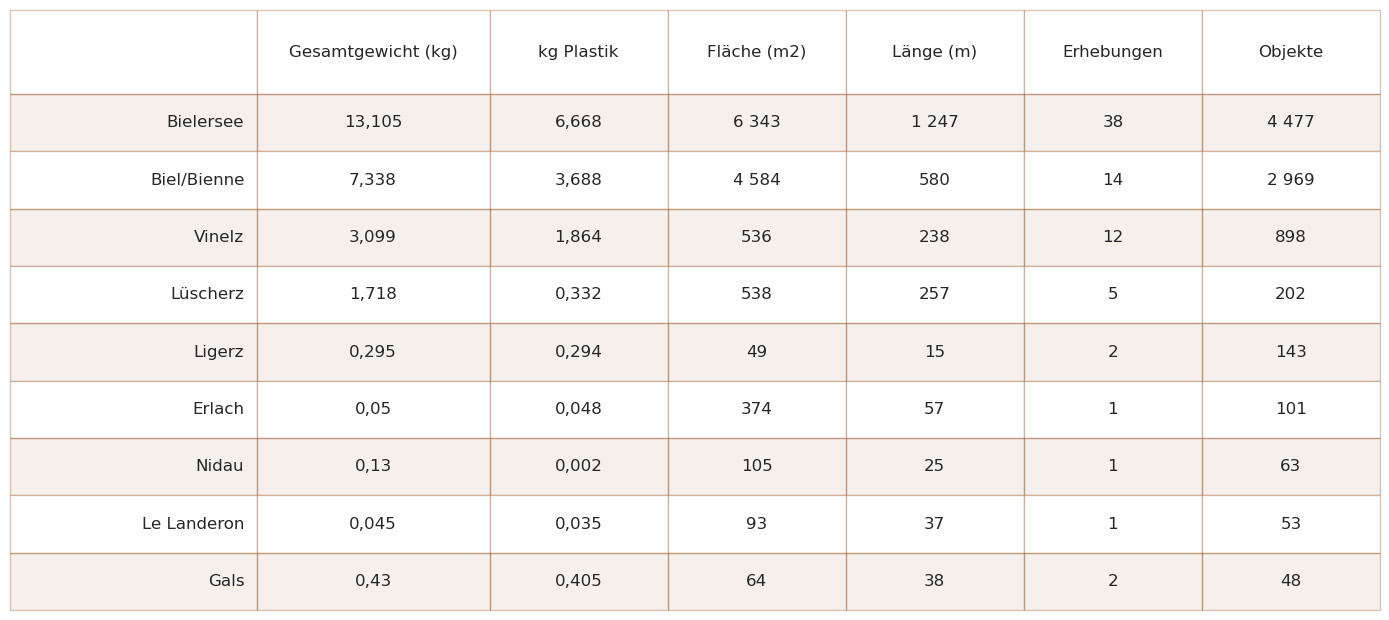 Gesamtgewicht (kg) kg Plastik Fläche (m2) Länge (m) Erhebungen Objekte
Bielersee 13,105 6,668 6 343 1 247 38 4 477
Biel/Bienne 7,338 3,688 4 584 580 14 2 969
Vinelz 3,099 1,864 536 238 12 898
Lüscherz 1,718 0,332 538 257 5 202
Ligerz 0,295 0,294 49 15 2 143
Erlach 0,05 0,048 374 57 1 101
Nidau 0,13 0,002 105 25 1 63
Le Landeron 0,045 0,035 93 37 1 53
Gals 0,43 0,405 64 38 2 48